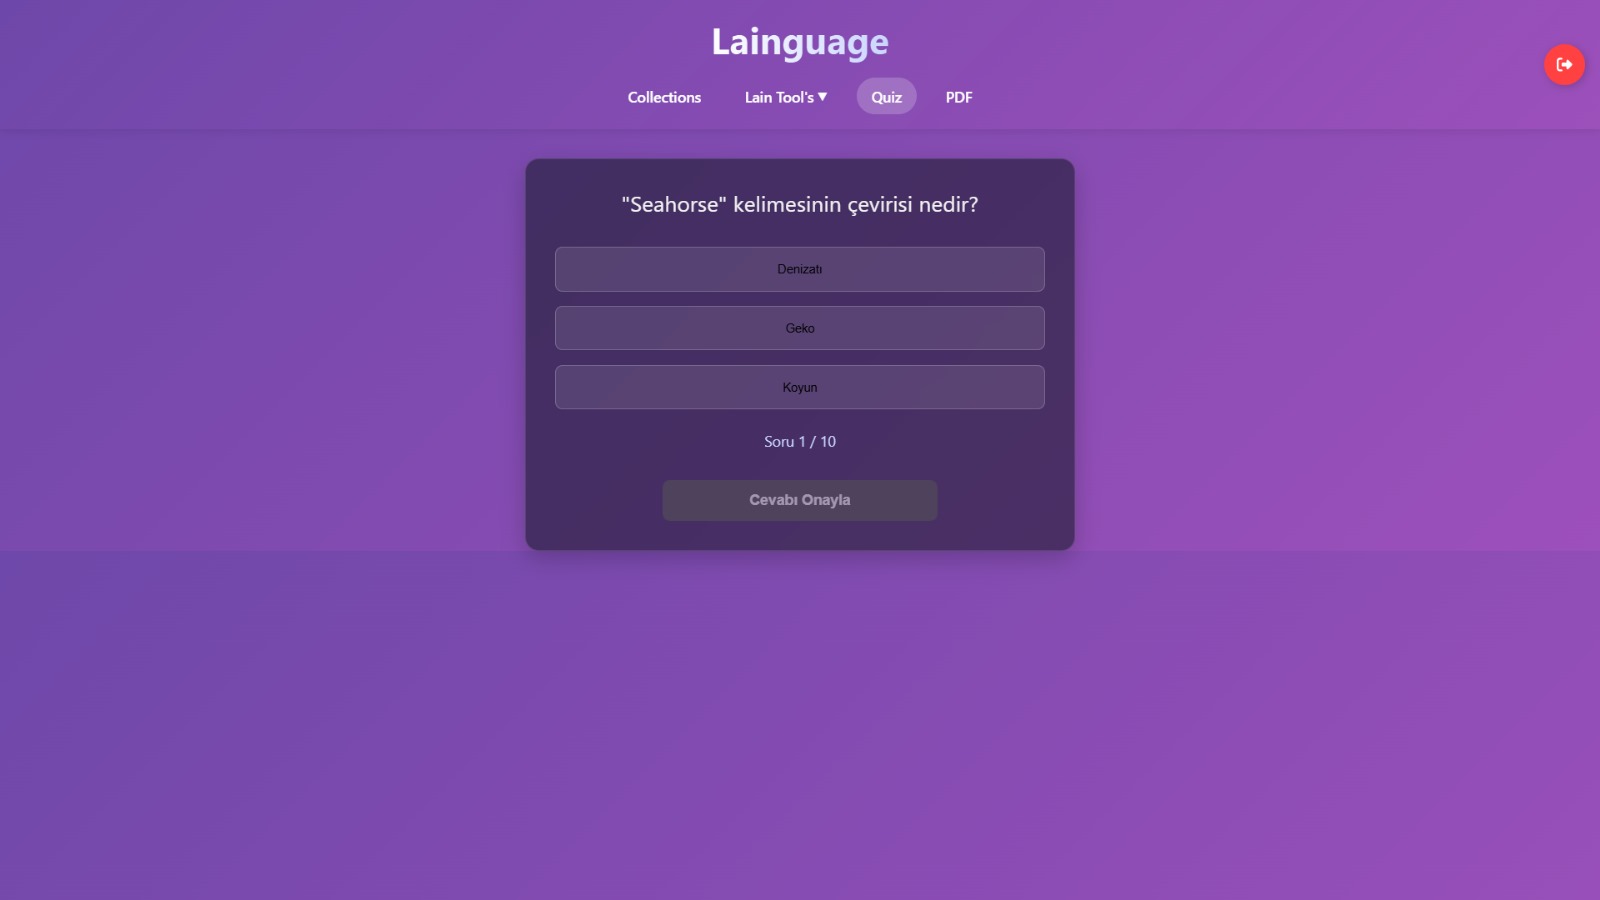 Lainguage
Collections
Lain Tool's ▼
Quiz
PDF
"Seahorse" kelimesinin çevirisi nedir?
Denizatı
Geko
Koyun
Soru 1 / 10
Cevabı Onayla